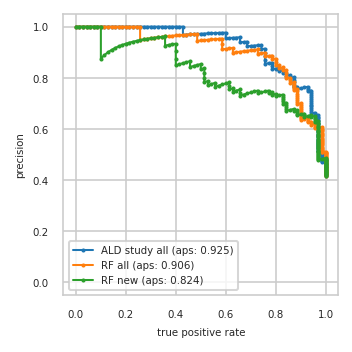 1.0
0.8
0.6
0.4
0.2
0.0
precision
ALD study all (aps: 0.925)
RF all (aps: 0.906)
RF new (aps: 0.824)
0.0 0.2 0.4 0.6 0.8 1.0
true positive rate